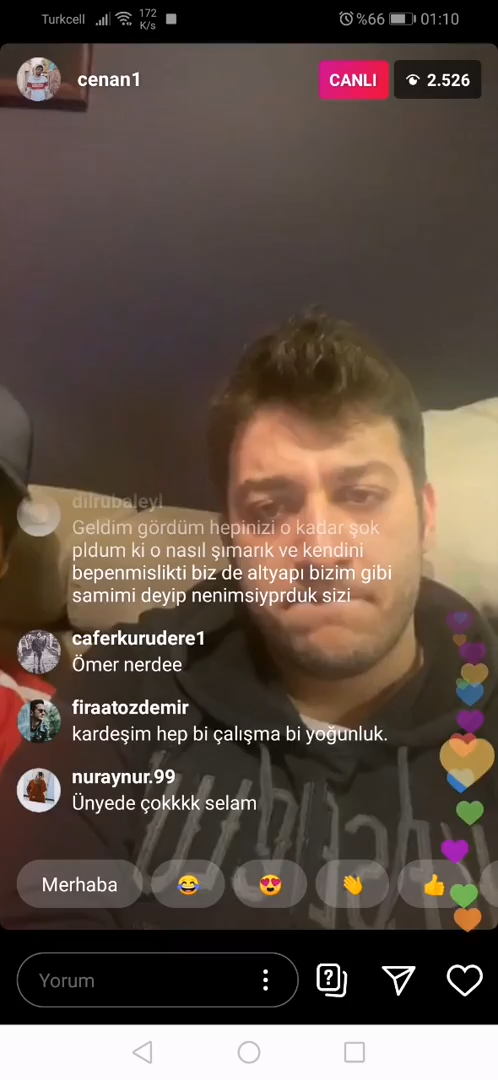 Turkcell
172
K/s
%66
01:10
cenan1
CANLI
2.526
dilrubaleyl
Geldim gördüm hepinizi o kadar şok
pldum ki o nasıl şımarık ve kendini
bepenmislikti biz de altyapı bizim gibi
samimi deyip nenimsiyprduk sizi
caferkurudere1
Ömer nerdee
firaatozdemir
kardeşim hep bi çalışma bi yoğunluk.
nuraynur.99
Ünyede çokkkk selam
Merhaba
Yorum